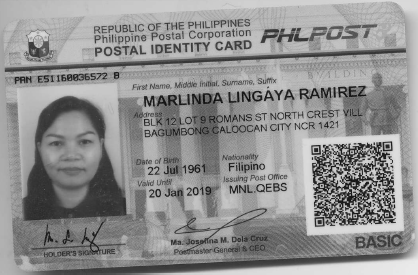 REPUBLIC OF THE PHILIPPINES
Philippine Postal Corporation
POSTAL IDENTITY CARD
PHLPOST
PRN E51160036572 B
First Name, Middle Initial, Surname, Suffix
MARLINDA LINGAYA RAMIREZ
Address
BLK 12 LOT 9 ROMANS ST NORTH CREST VILL
BAGUMBONG CALOOCAN CITY NCR 1421
Date of Birth
Nationality
22 Jul 1961
Filipino
Valid Until
Issuing Post Office
20 Jan 2019
MNL.QEBS
HOLDER'S SIGNATURE
Ma. Josefina M. Dela Cruz
Postmaster-General & CEO
BASIC